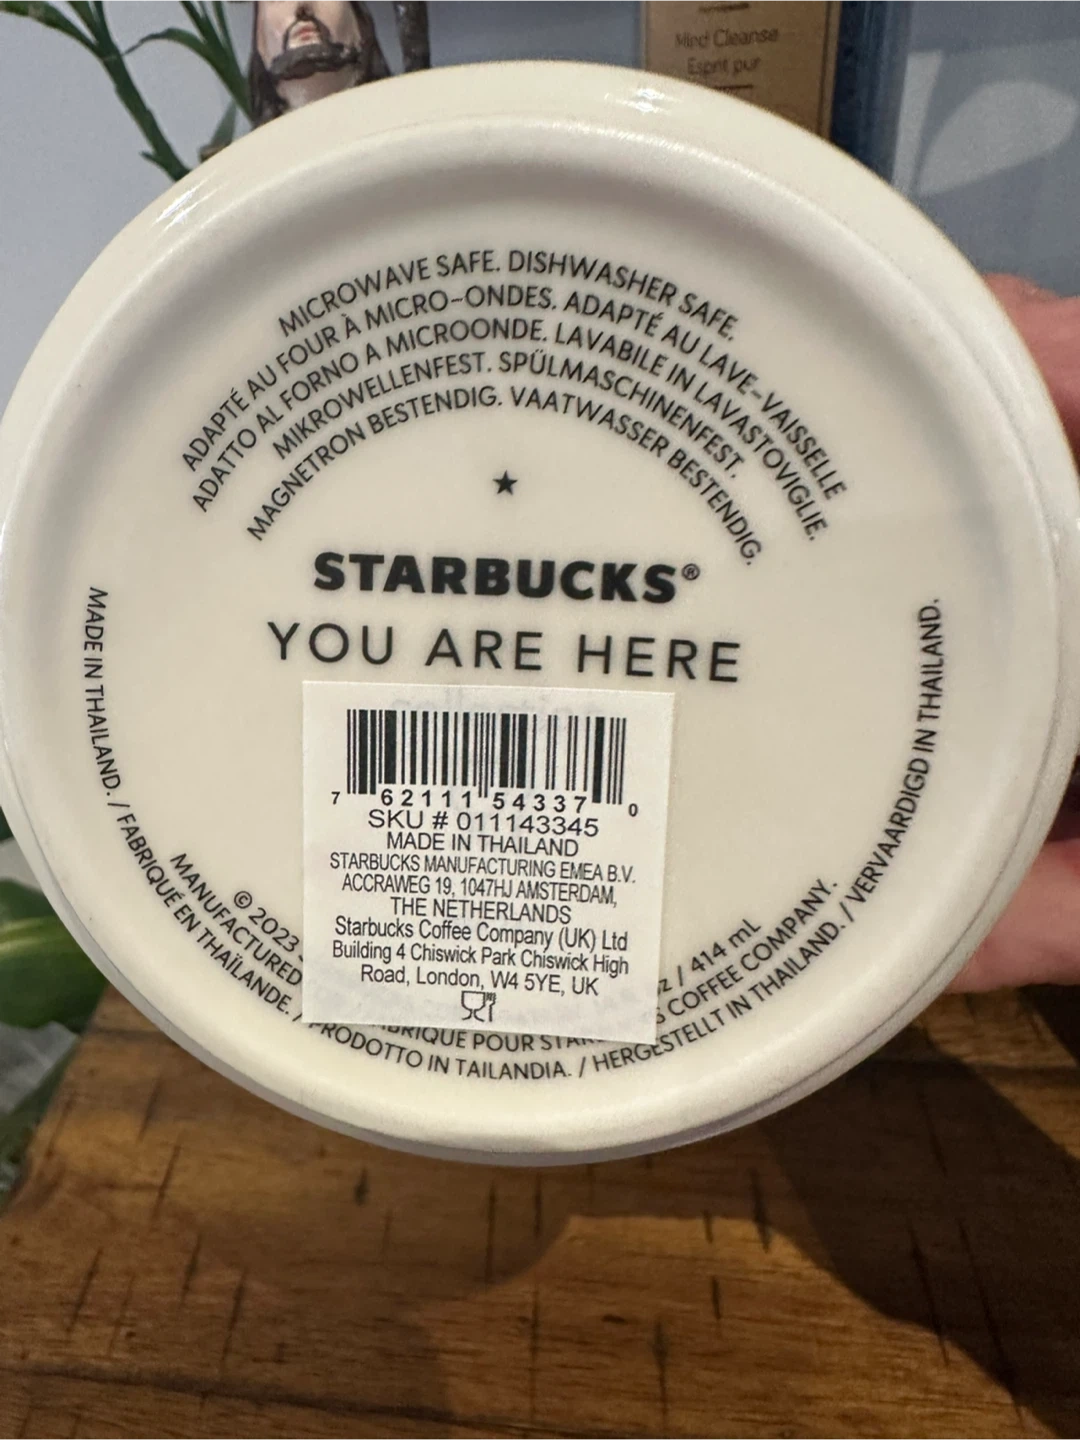 Mind Cleanse
Esprit pur
MICROWAVE SAFE. DISHWASHER SAFE.
ADAPTÉ AU FOUR À MICRO-ONDES. ADAPTÉ AU LAVE-VAISSELLE
ADATTO AL FORNO A MICROONDE. LAVABILE IN LAVASTOVIGLIE.
MIKROWELLENFEST. SPÜLMASCHINENFEST.
MAGNETRON BESTENDIG. VAATWASSER BESTENDIG.
STARBUCKS®
YOU ARE HERE
7 62111 54337 0
SKU # 011143345
MADE IN THAILAND
STARBUCKS MANUFACTURING EMEA B.V.
ACCRAWEG 19, 1047HJ AMSTERDAM,
THE NETHERLANDS
Starbucks Coffee Company (UK) Ltd
Building 4 Chiswick Park Chiswick High
Road, London, W4 5YE, UK
© 2023 / 414 mL
MANUFACTURED COFFEE COMPANY.
POUR
MADE IN THAILAND. / FABRIQUÉ EN THAÏLANDE. / PRODOTTO IN TAILANDIA. / HERGESTELLT IN THAILAND. / VERVAARDIGD IN THAILAND.